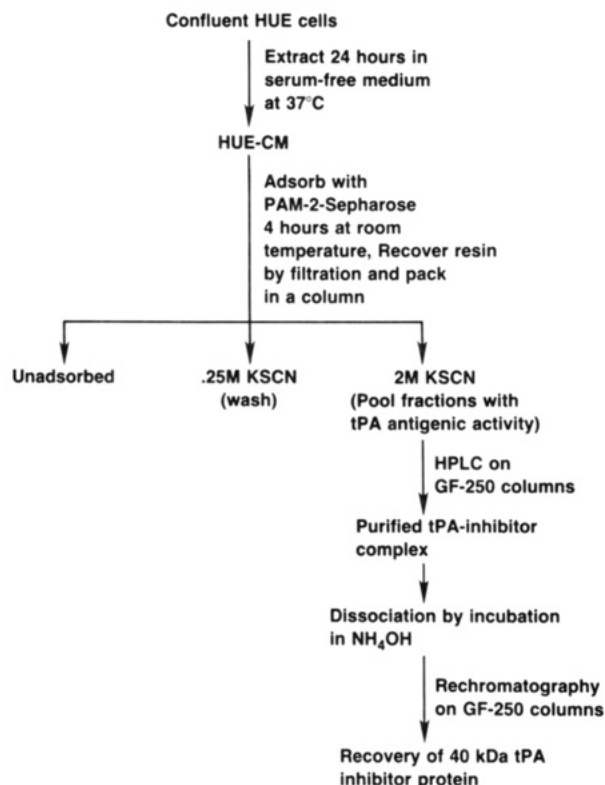 Confluent HUE cells
Extract 24 hours in
serum-free medium
at 37°C
HUE-CM
Adsorb with
PAM-2-Sepharose
4 hours at room
temperature, Recover resin
by filtration and pack
in a column
Unadsorbed
.25M KSCN
(wash)
2M KSCN
(Pool fractions with
tPA antigenic activity)
HPLC on
GF-250 columns
Purified tPA-inhibitor
complex
Dissociation by incubation
in NH₄OH
Rechromatography
on GF-250 columns
Recovery of 40 kDa tPA
inhibitor protein